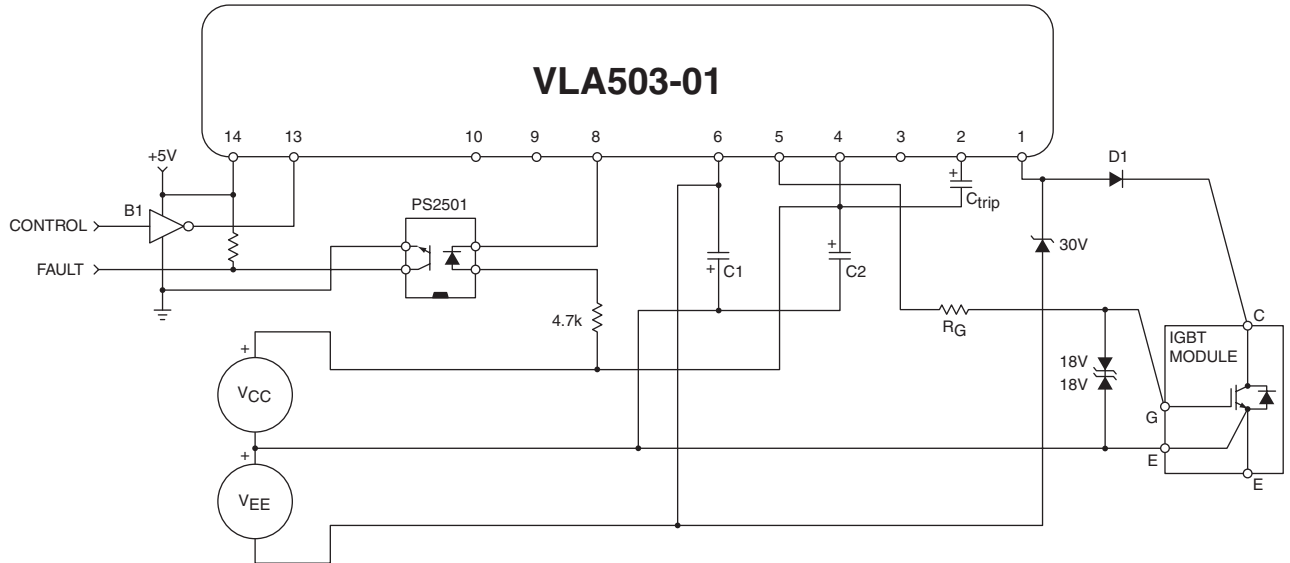 VLA503-01
14 13 10 9 8 6 5 4 3 2 1
+5V
D1
+
Ctrip
B1
PS2501
CONTROL
+
30V
FAULT
+ C1
C2
4.7k
RG
C
IGBT
MODULE
+
18V
18V
VCC
G
+
E
VEE
E